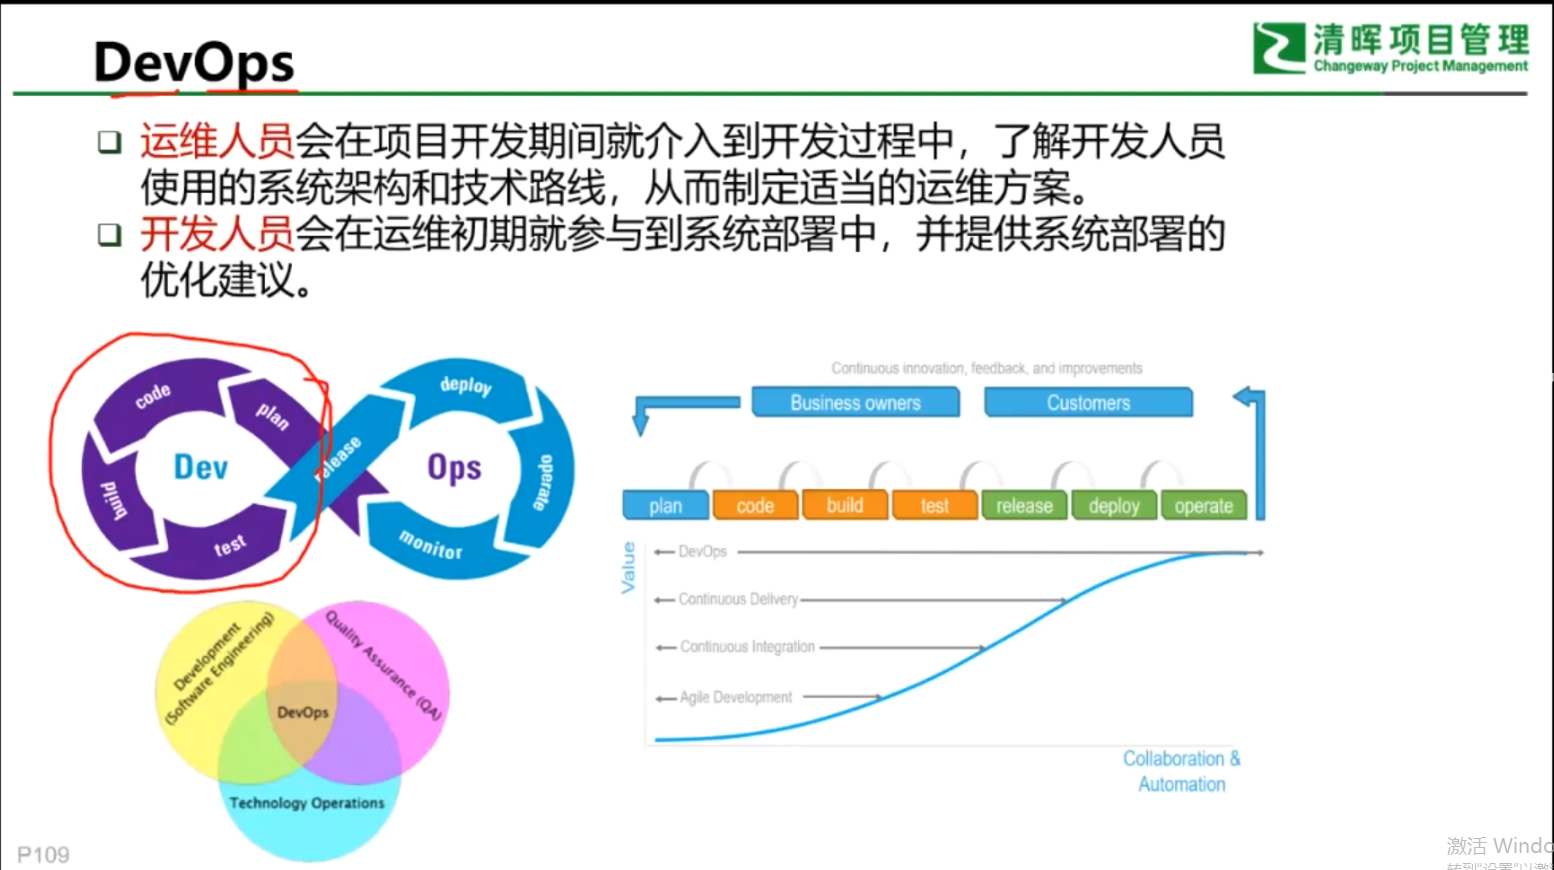 DevOps
清晖项目管理
Changeway Project Management
运维人员会在项目开发期间就介入到开发过程中，了解开发人员
使用的系统架构和技术路线，从而制定适当的运维方案。
开发人员会在运维初期就参与到系统部署中，并提供系统部署的
优化建议。
code
plan
Dev
build
test
release
deploy
Ops
operate
monitor
Continuous innovation, feedback, and improvements
Business owners
Customers
plan
code
build
test
release
deploy
operate
Value
DevOps
Continuous Delivery
Continuous Integration
Agile Development
Collaboration &
Automation
Development
(Software Engineering)
Quality Assurance (QA)
DevOps
Technology Operations
P109
激活 Windo